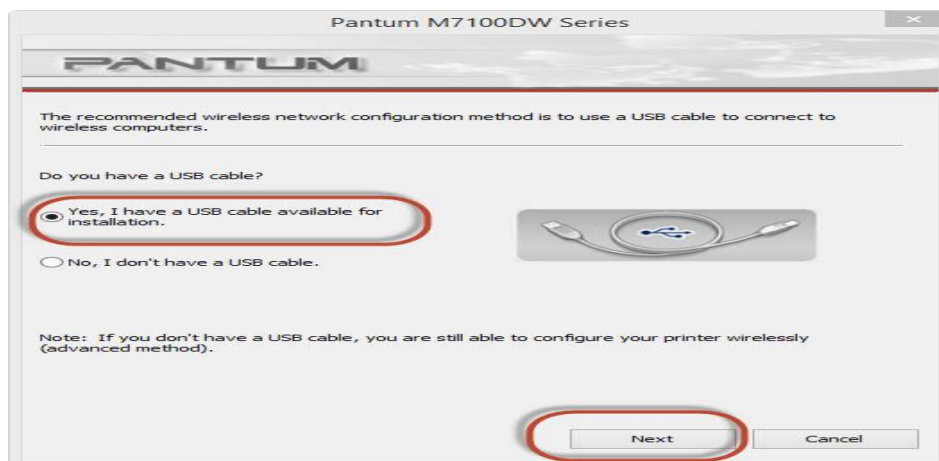 Pantum M7100DW Series
PANTUM
The recommended wireless network configuration method is to use a USB cable to connect to
wireless computers.
Do you have a USB cable?
Yes, I have a USB cable available for
installation.
No, I don't have a USB cable.
Note: If you don't have a USB cable, you are still able to configure your printer wirelessly
(advanced method).
Next
Cancel